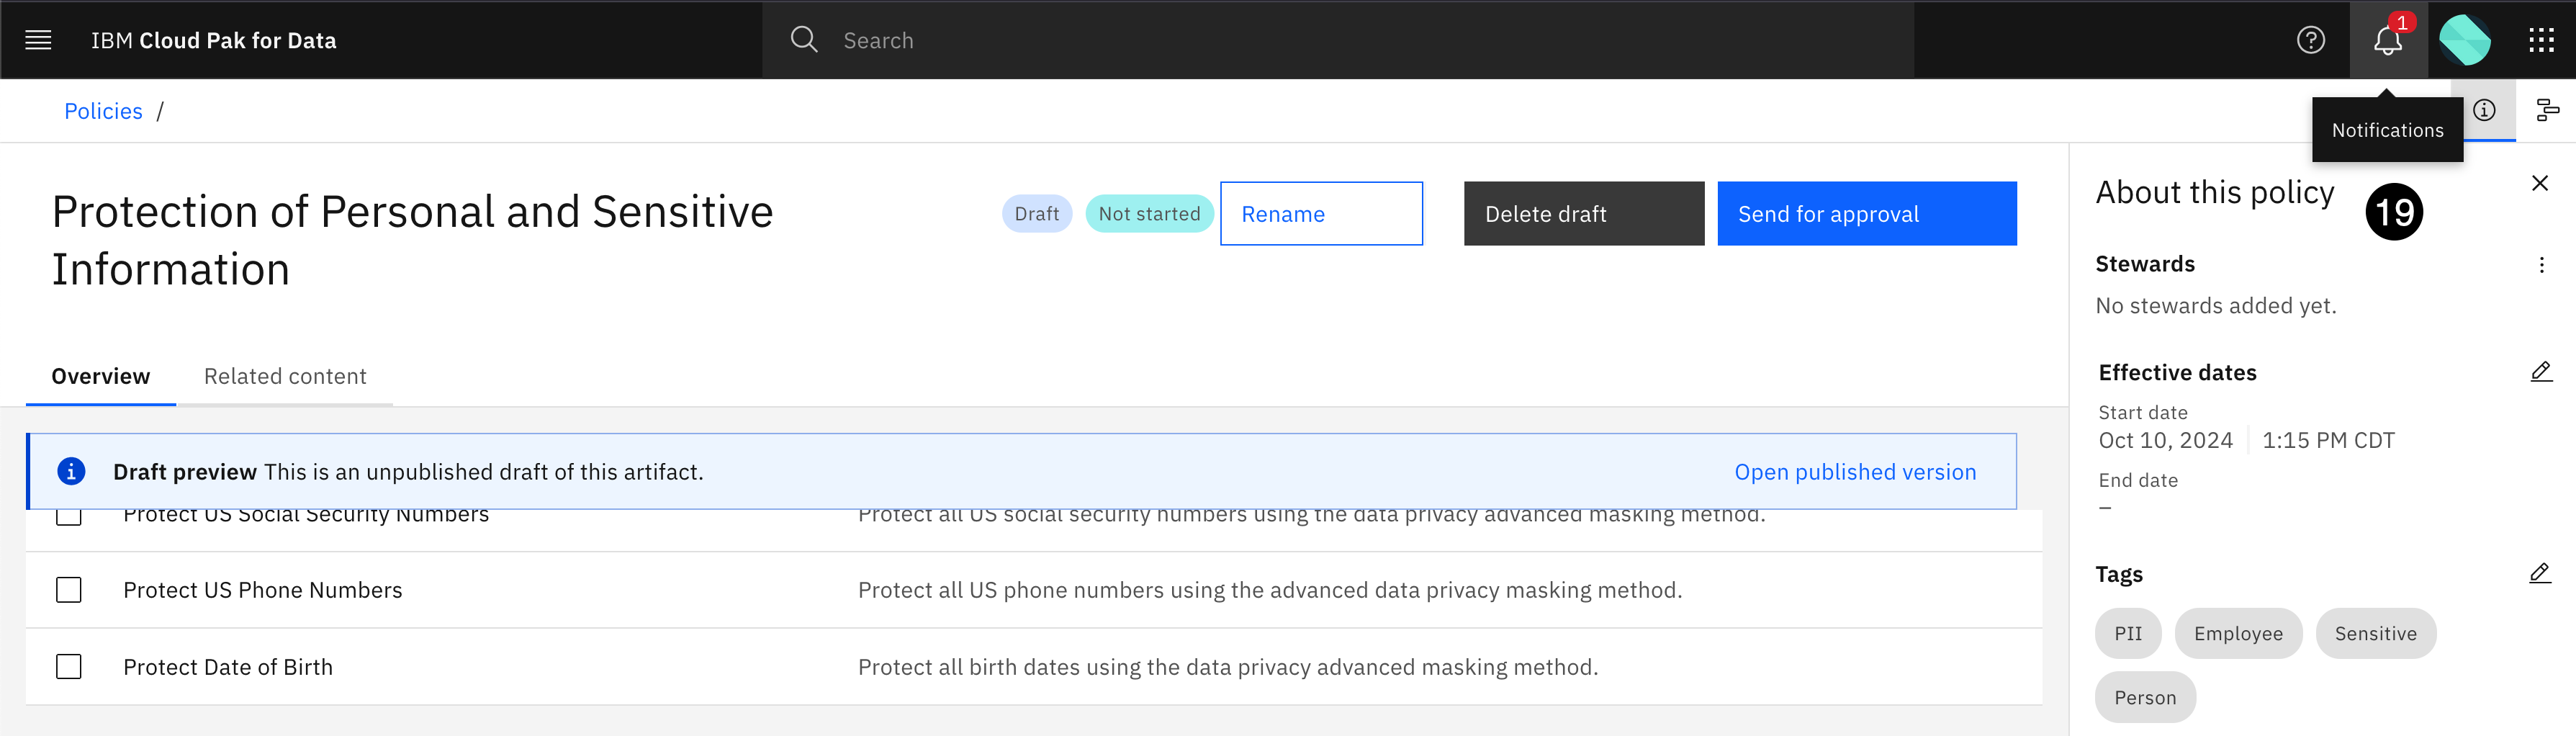 IBM Cloud Pak for Data
Search
1
Policies /
Notifications
Protection of Personal and Sensitive
Information
Draft
Not started
Rename
Delete draft
Send for approval
Overview
Related content
Draft preview This is an unpublished draft of this artifact.
Open published version
Protect US Social Security Numbers
Protect all US social security numbers using the data privacy advanced masking method.
Protect US Phone Numbers
Protect all US phone numbers using the advanced data privacy masking method.
Protect Date of Birth
Protect all birth dates using the data privacy advanced masking method.
About this policy
19
Stewards
No stewards added yet.
Effective dates
Start date
Oct 10, 2024 1:15 PM CDT
End date
–
Tags
PII
Employee
Sensitive
Person